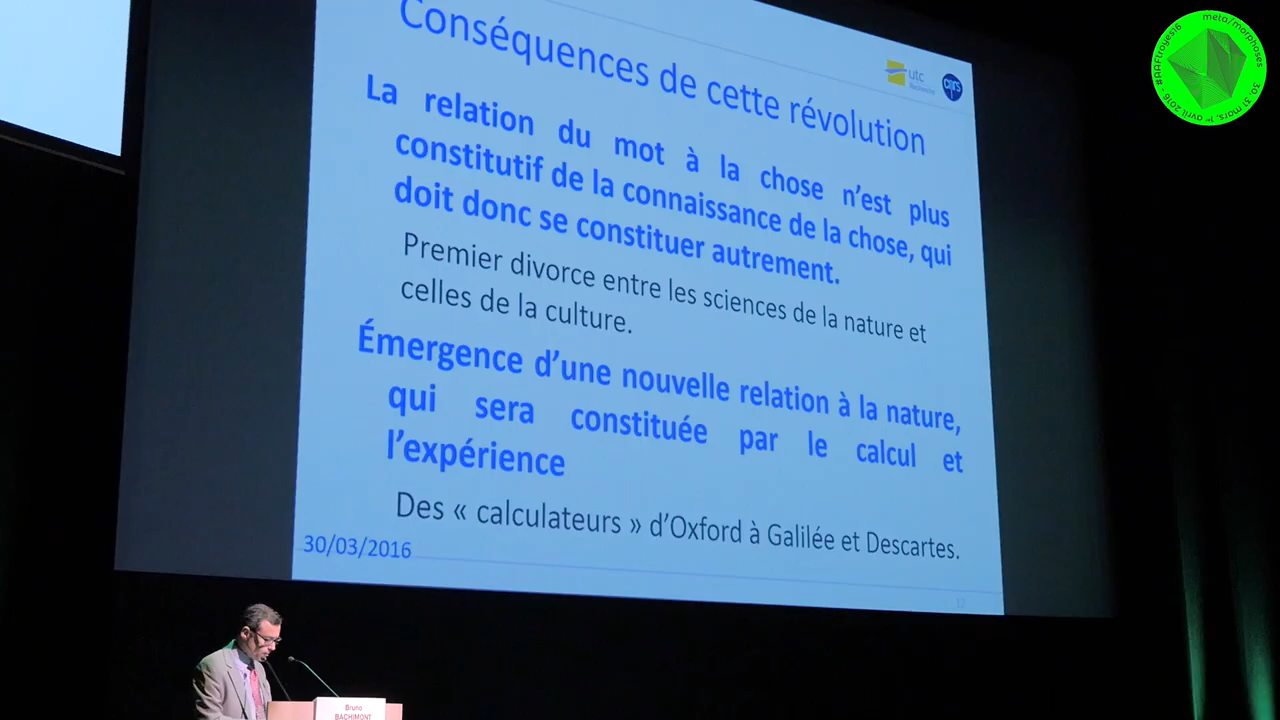 Conséquences de cette révolution
utc
Recherche
cnrs
La relation du mot à la chose n’est plus
constitutif de la connaissance de la chose, qui
doit donc se constituer autrement.
Premier divorce entre les sciences de la nature et
celles de la culture.
Émergence d’une nouvelle relation à la nature,
qui sera constituée par le calcul et
l’expérience
Des « calculateurs » d’Oxford à Galilée et Descartes.
30/03/2016
Bruno
BACHIMONT
meta/morphoses
30, 31 mars, 1er avril 2016 - #AAFtroyes16